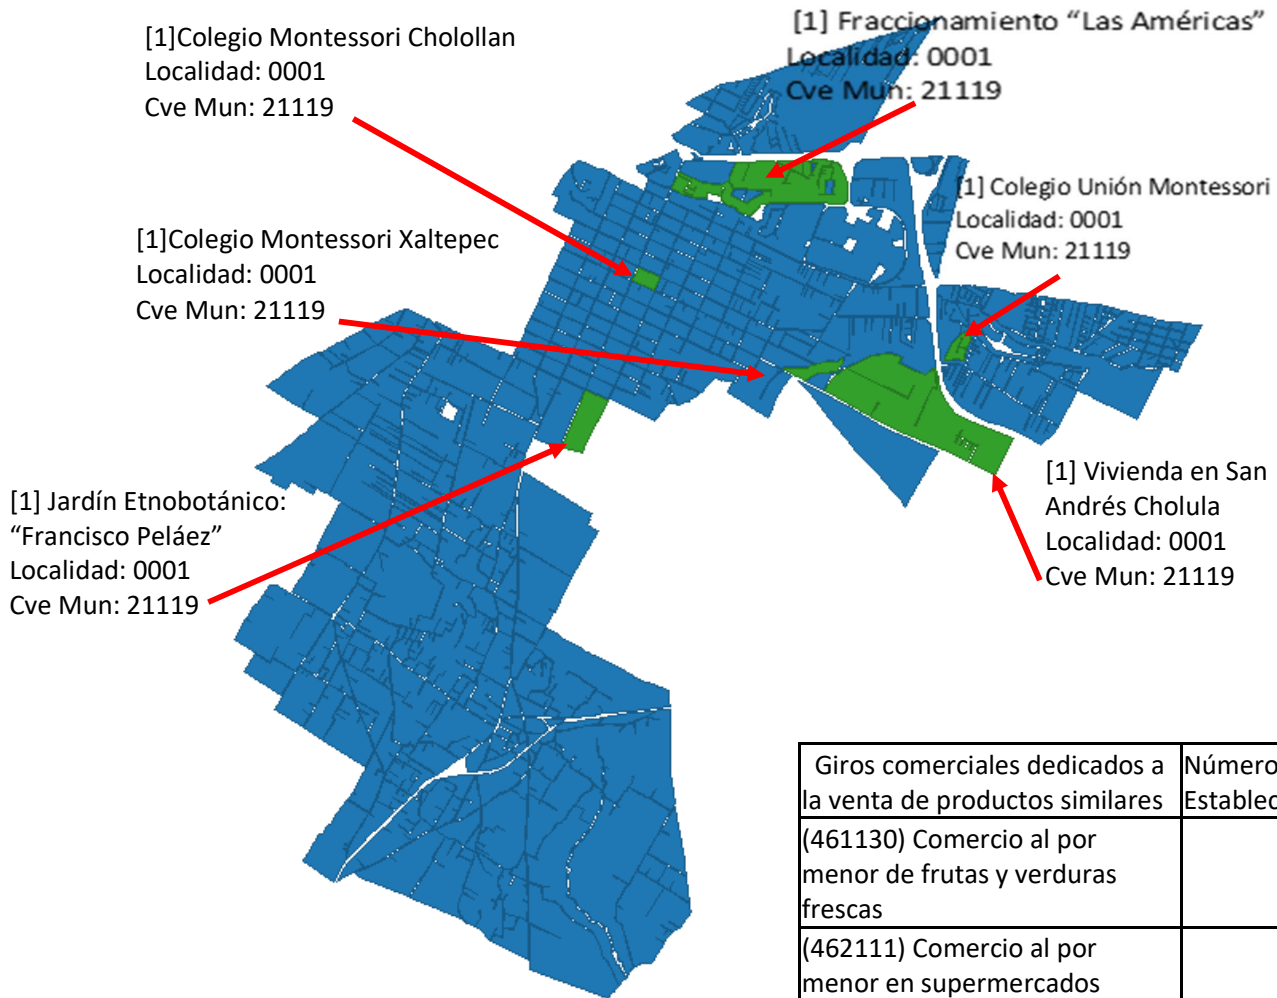 [1]Colegio Montessori Cholollan
Localidad: 0001
Cve Mun: 21119
[1] Fraccionamiento “Las Américas”
Localidad: 0001
Cve Mun: 21119
[1] Colegio Unión Montessori
Localidad: 0001
Cve Mun: 21119
[1]Colegio Montessori Xaltepec
Localidad: 0001
Cve Mun: 21119
[1] Jardín Etnobotánico:
“Francisco Peláez”
Localidad: 0001
Cve Mun: 21119
[1] Vivienda en San
Andrés Cholula
Localidad: 0001
Cve Mun: 21119
Giros comerciales dedicados a
la venta de productos similares
Número
Establec
(461130) Comercio al por
menor de frutas y verduras
frescas
(462111) Comercio al por
menor en supermercados